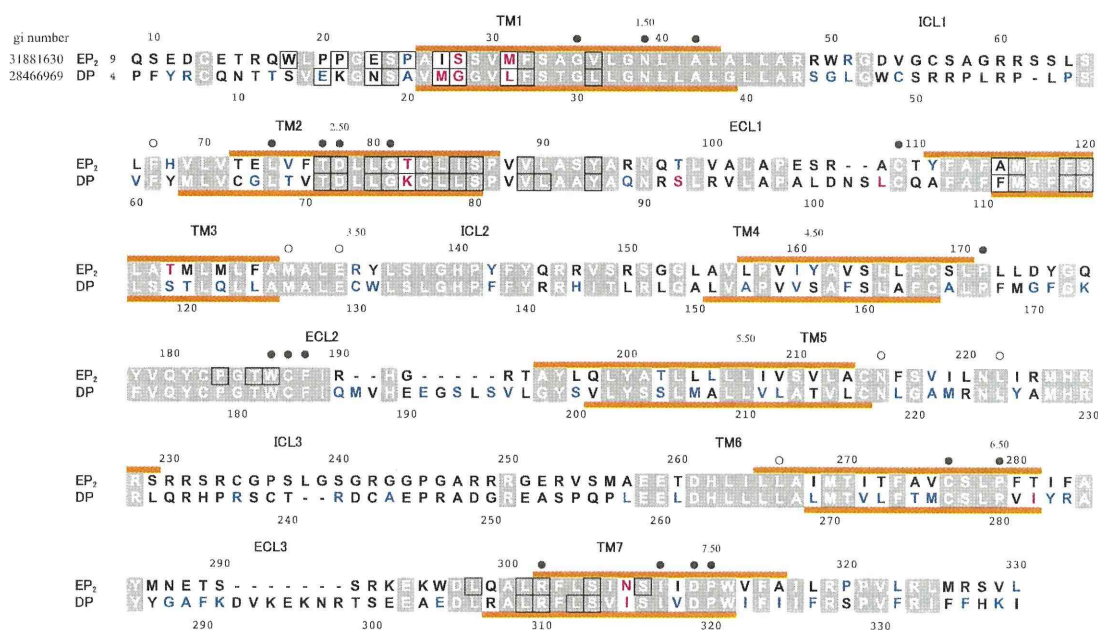 TM1
ICL1
gi number 10 20 30 1.50 40 50 60
31881630 EP2 9 QSEDCETRQWLPPGESPAISSVMFSAGVLGNLIALALLARRWRGDVGCSAGRRSSLS
28466969 DP 4 PFYRCQNTTSVEKGNSAVMGGVLFSTGLLGNLLALGLLARSGLGWCSRRPLRP-LPS
10 20 30 40 50
TM2 ECL1
70 2.50 80 90 100 110 120
EP2 LFHVLVTELVFTDLLGTCLISPVVLASYARNQTLVALAPESR--ACTYFAFAMTFFS
DP VFYMLVCGLTVTDLLGKCLLSPVVLAAYAQNRSLRVLAPALDNSLCQAFAFFMSFFG
60 70 80 90 100 110
TM3 ICL2 TM4
130 3.50 140 150 160 4.50 170
EP2 LATMLMLFAMALERYLSIGHPYFYQRRVSRSGGLAVLPVIYAVSLLFCSLPLLDYGQ
DP LSSTLQLLAMALECWLSLGHPFFYRRHITLRLGALVAPVVSAFSLAFCALPFMGFGK
120 130 140 150 160 170
ECL2 TM5
180 190 200 5.50 210 220
EP2 YVQYCPGTWCFIR--HG-----RTAYLQLYATLLLLLIVSVLACNFSVILNLIRMHR
DP FVQYCPGTWCFIQMVHEEGSLSVLGYSVLYSSLMALLVLATVLCNLGAMRNLYAMHR
180 190 200 210 220 230
ICL3 TM6
230 240 250 260 270 6.50 280
EP2 RSRRSRCGPSLGSGRGGPGARRRGERVSMAEETDHLILLAIMTITFAVCSLPFTIFA
DP RLQRHPRSCT--RDCAEPRADGREASPQPLEELDHLLLLALMTVLFTMCSLPVIYRA
240 250 260 270 280
ECL3 TM7
290 300 310 7.50 320 330
EP2 YMNETS-------SRKEKWDLQALRFLSINSIIDPWVFAILRPPVLRLMRSVL
DP YYGAFKDVKEKNRTSEEAEDLRALRFLSVISIVDPWIFIIFRSPVFRIFFHKI
290 300 310 320 330